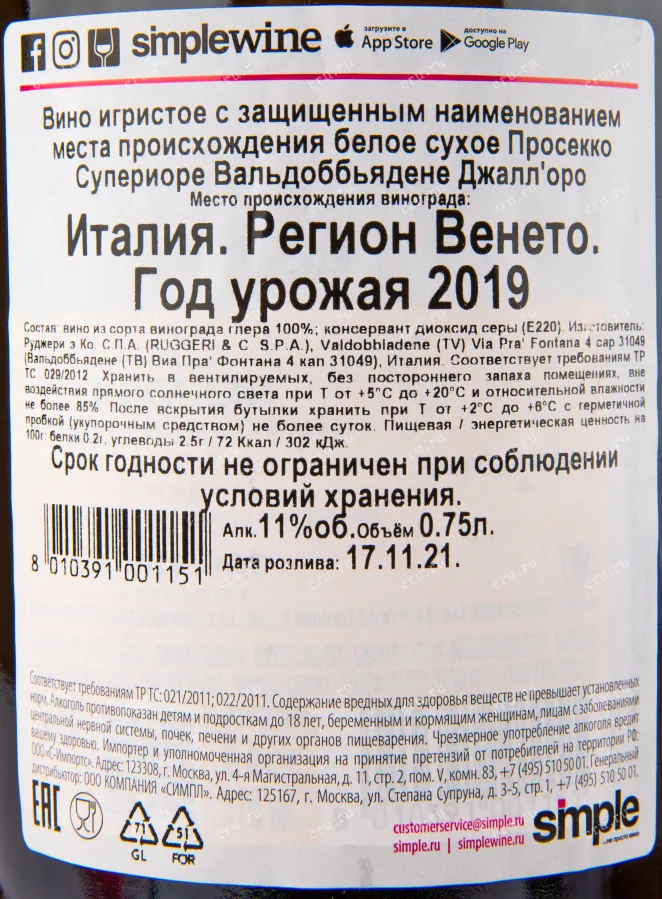 simplewine загрузите в App Store доступно на Google Play
Вино игристое с защищенным наименованием
места происхождения белое сухое Просекко
Супериоре Вальдоббьядене Джалл'оро
Место происхождения винограда:
Италия. Регион Венето.
Год урожая 2019
Состав: вино из сорта винограда глера 100%; консервант диоксид серы (Е220). Изготовитель:
Руджери э Ко. С.П.А. (RUGGERI & C S.P.A.), Valdobbiadene (TV) Via Pra' Fontana 4 cap 31049
(Вальдоббьядене (ТВ) Виа Пра' Фонтана 4 кап 31049), Италия. Соответствует требованиям ТР
ТС 029/2012. Хранить в вентилируемых, без постороннего запаха помещениях, вне
воздействия прямого солнечного света при Т от +5°С до +20°С и относительной влажности
не более 85%. После вскрытия бутылки хранить при Т от +2°С до +6°С с герметичной
пробкой (укупорочным средством) не более суток. Пищевая / энергетическая ценность на
100г: белки 0.2г, углеводы 2.5г / 72 Ккал / 302 кДж.
Срок годности не ограничен при соблюдении
условий хранения.
Алк. 11%об. Объём 0.75л.
Дата розлива: 17.11.21.
8 010391 001151
Соответствует требованиям ТР ТС: 021/2011; 022/2011. Содержание вредных для здоровья веществ не превышает установленных
норм. Алкоголь противопоказан детям и подросткам до 18 лет, беременным и кормящим женщинам, лицам с заболеваниями
центральной нервной системы, почек, печени и других органов пищеварения. Чрезмерное употребление алкоголя вредит
вашему здоровью. Импортер и уполномоченная организация на принятие претензий от потребителей на территории РФ:
ООО «С-Импортс». Адрес: 123308, г. Москва, ул. 4-я Магистральная, д. 11, стр. 2, пом. V, комн. 83, +7 (495) 510 50 01. Генеральный
дистрибьютор: ООО КОМПАНИЯ «СИМПЛ». Адрес: 125167, г. Москва, ул. Степана Супруна, д. 3-5, стр.1, +7 (495) 510 50 01.
EAC
71
GL
51
FOR
customerservice@simple.ru
simple.ru | simplewine.ru
simple
...не просто вино